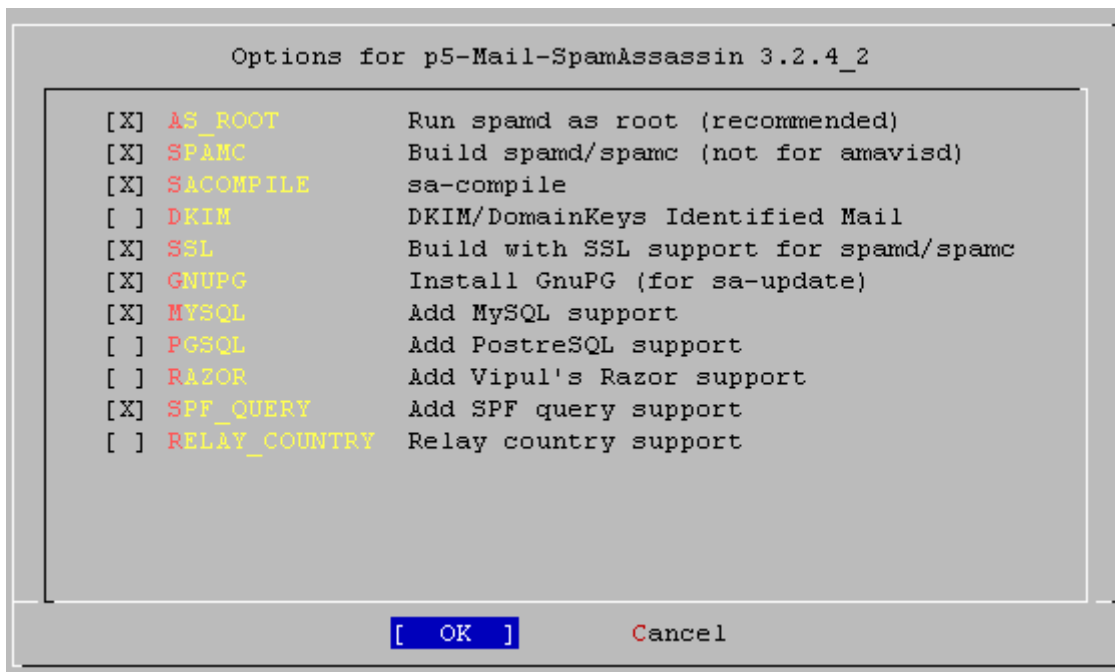 Options for p5-Mail-SpamAssassin 3.2.4_2
[X] AS_ROOT Run spamd as root (recommended)
[X] SPAMC Build spamd/spamc (not for amavisd)
[X] SACOMPILE sa-compile
[ ] DKIM DKIM/DomainKeys Identified Mail
[X] SSL Build with SSL support for spamd/spamc
[X] GNUPG Install GnuPG (for sa-update)
[X] MYSQL Add MySQL support
[ ] PGSQL Add PostreSQL support
[ ] RAZOR Add Vipul's Razor support
[X] SPF_QUERY Add SPF query support
[ ] RELAY_COUNTRY Relay country support
[ OK ] Cancel